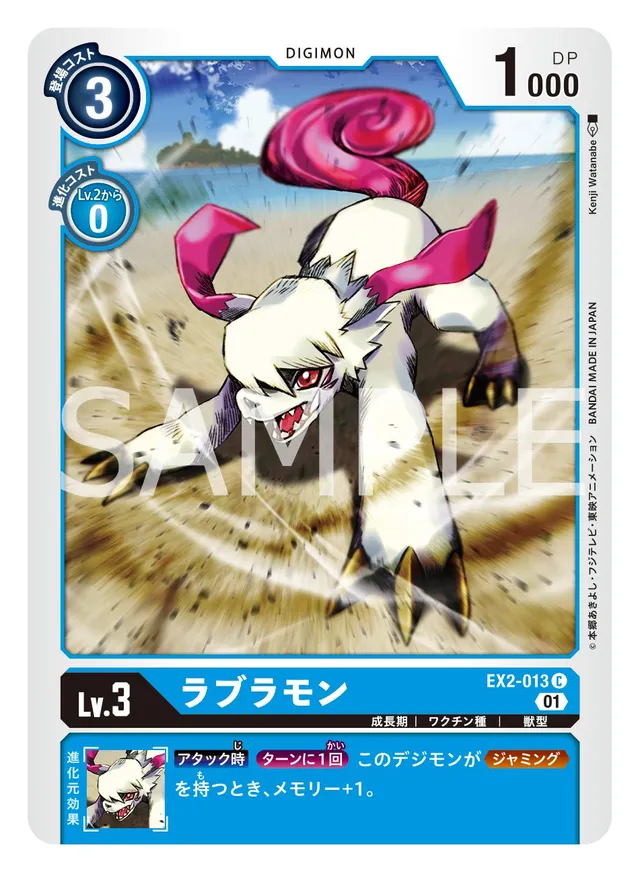 DIGIMON
登場コスト
3
DP
1000
進化コスト
Lv.2から
0
Kenji Watanabe
BANDAI MADE IN JAPAN
© 本郷あきよし・フジテレビ・東映アニメーション
SAMPLE
Lv.3
ラブラモン
EX2-013 C
01
成長期 | ワクチン種 | 獣型
進化元効果
アタック時 ターンに1回 このデジモンが ジャミング
を持つとき、メモリー+1。
じ
かい
も